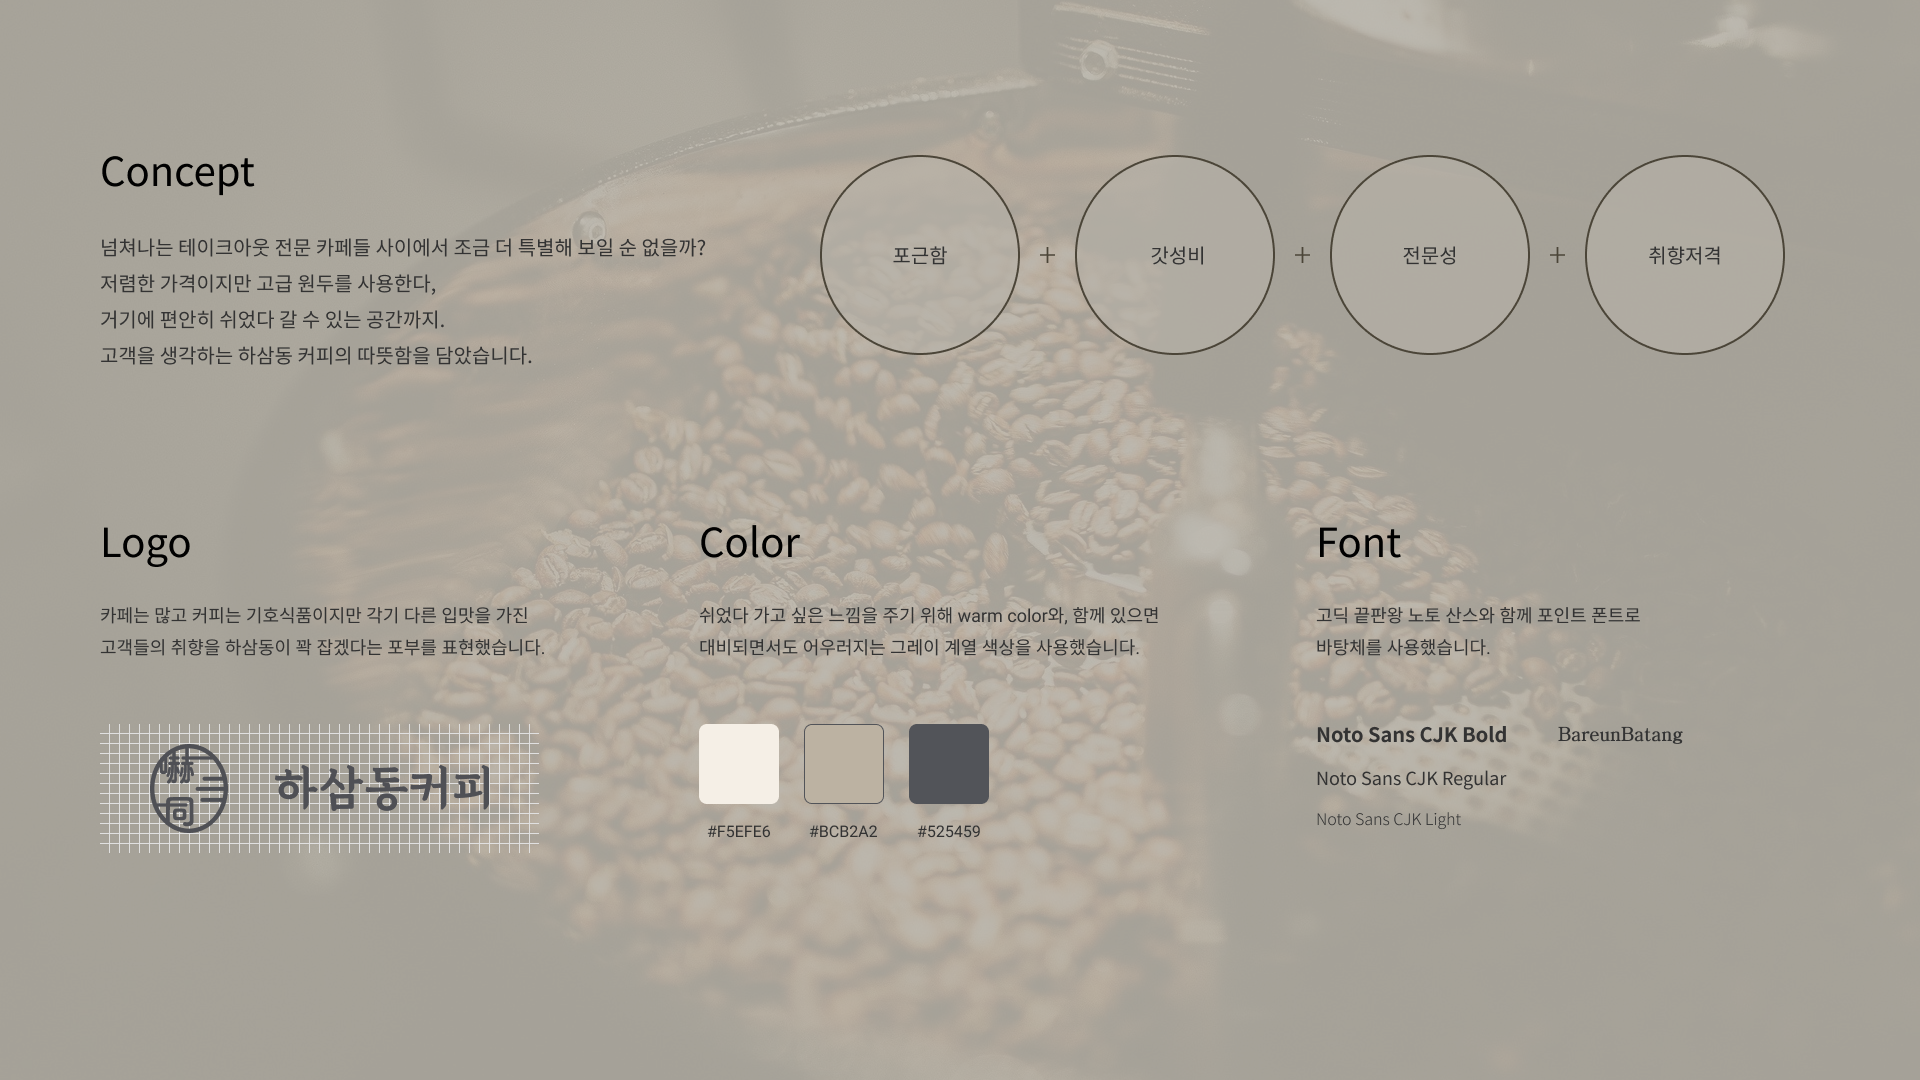 Concept
넘쳐나는 테이크아웃 전문 카페들 사이에서 조금 더 특별해 보일 순 없을까?
저렴한 가격이지만 고급 원두를 사용한다,
거기에 편안히 쉬었다 갈 수 있는 공간까지.
고객을 생각하는 하삼동 커피의 따뜻함을 담았습니다.
포근함 + 갓성비 + 전문성 + 취향저격
Logo
카페는 많고 커피는 기호식품이지만 각기 다른 입맛을 가진
고객들의 취향을 하삼동이 꽉 잡겠다는 포부를 표현했습니다.
嚇三同 하삼동커피
Color
쉬었다 가고 싶은 느낌을 주기 위해 warm color와, 함께 있으면
대비되면서도 어우러지는 그레이 계열 색상을 사용했습니다.
#F5EFE6 #BCB2A2 #525459
Font
고딕 끝판왕 노토 산스와 함께 포인트 폰트로
바탕체를 사용했습니다.
Noto Sans CJK Bold BareunBatang
Noto Sans CJK Regular
Noto Sans CJK Light